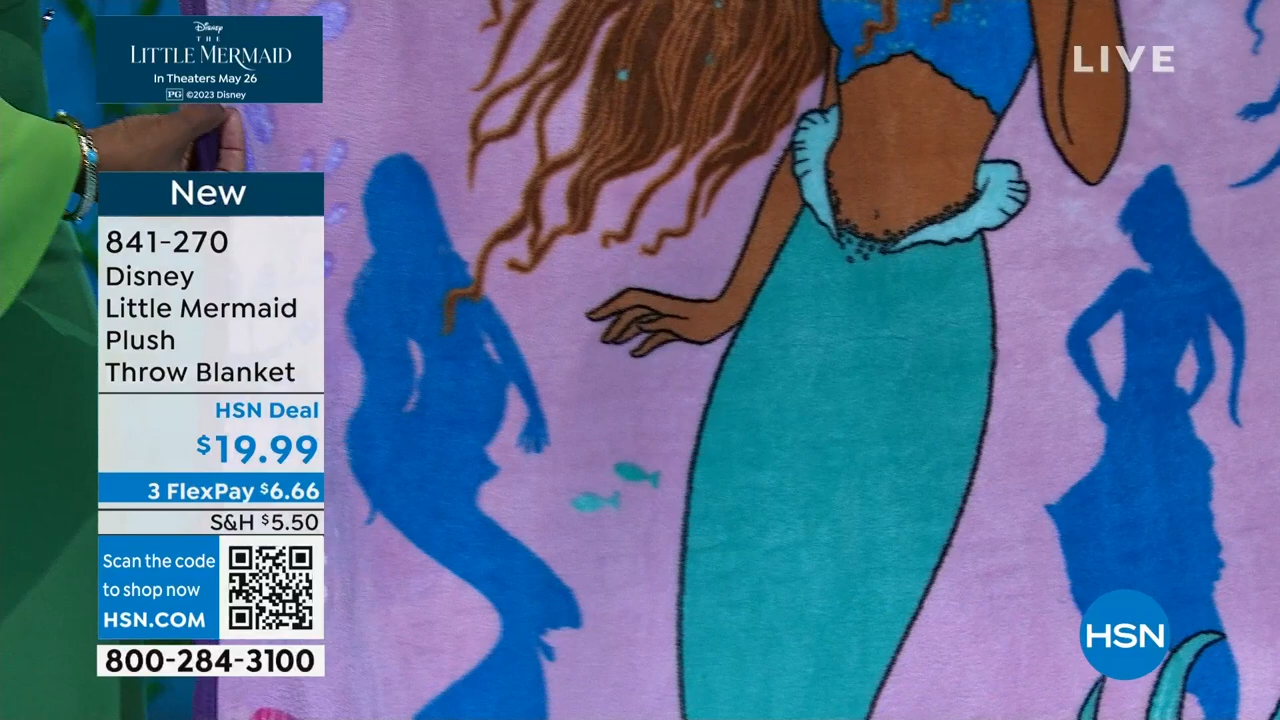 Disney
THE
LITTLE MERMAID
In Theaters May 26
PG ©2023 Disney
LIVE
New
841-270
Disney
Little Mermaid
Plush
Throw Blanket
HSN Deal
$19.99
3 FlexPay $6.66
S&H $5.50
Scan the code
to shop now
HSN.COM
800-284-3100
HSN